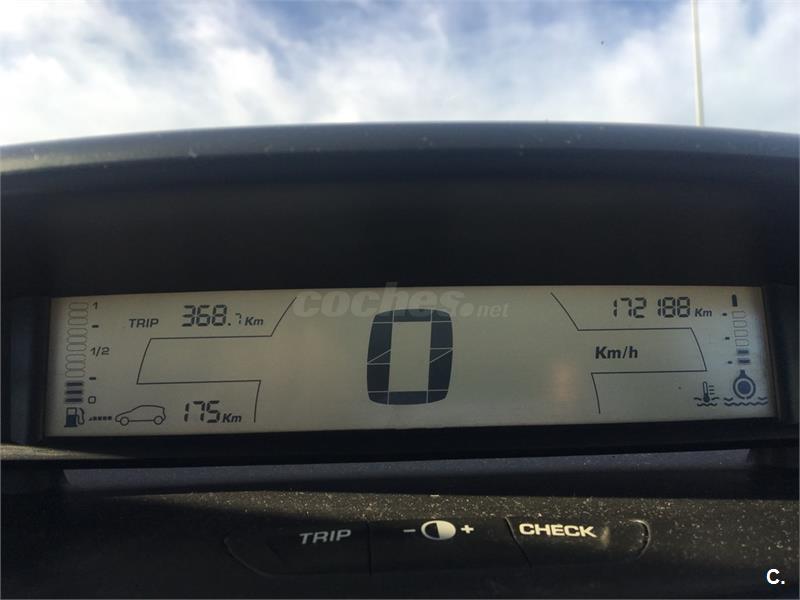 1
TRIP 368.7 Km
coches.net
172188 Km
1/2
0
Km/h
0
175 Km
TRIP
- +
CHECK
C.